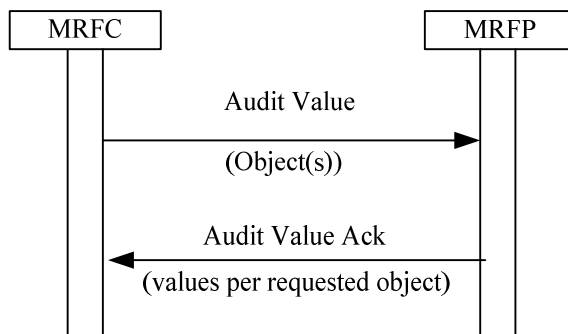 MRFC
MRFP
Audit Value
(Object(s))
Audit Value Ack
(values per requested object)